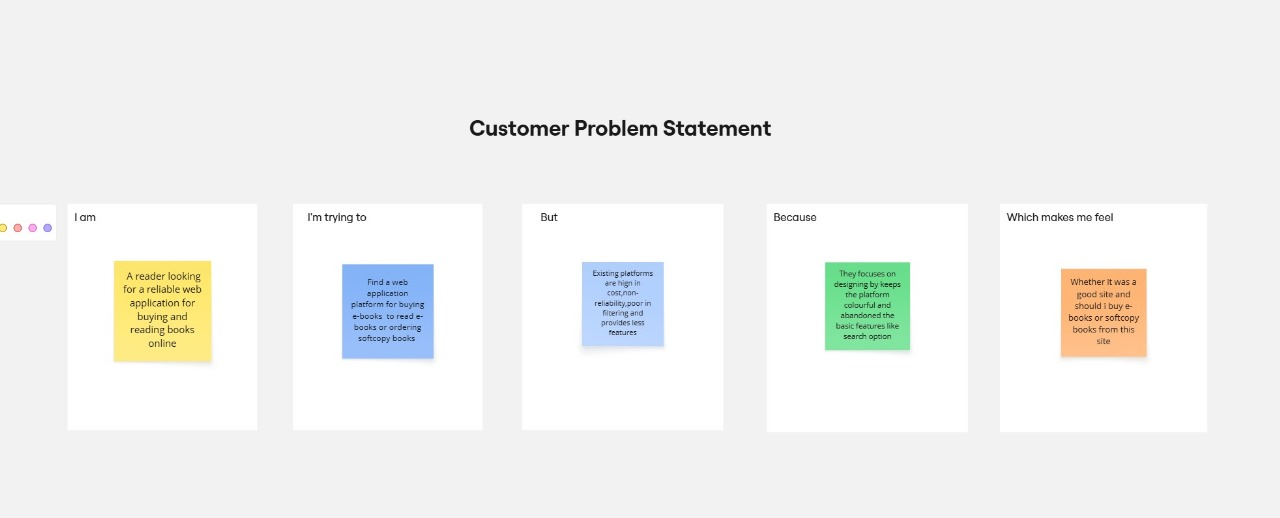 Customer Problem Statement
I am
A reader looking
for a reliable web
application for
buying and
reading books
online
I'm trying to
Find a web
application
platform for buying
e-books to read e-
books or ordering
softcopy books
But
Existing platforms
are hign in
cost,non-
reliability,poor in
filtering and
provides less
features
Because
They focuses on
designing by keeps
the platform
colourful and
abandoned the
basic features like
search option
Which makes me feel
Whether it was a
good site and
should i buy e-
books or softcopy
books from this
site